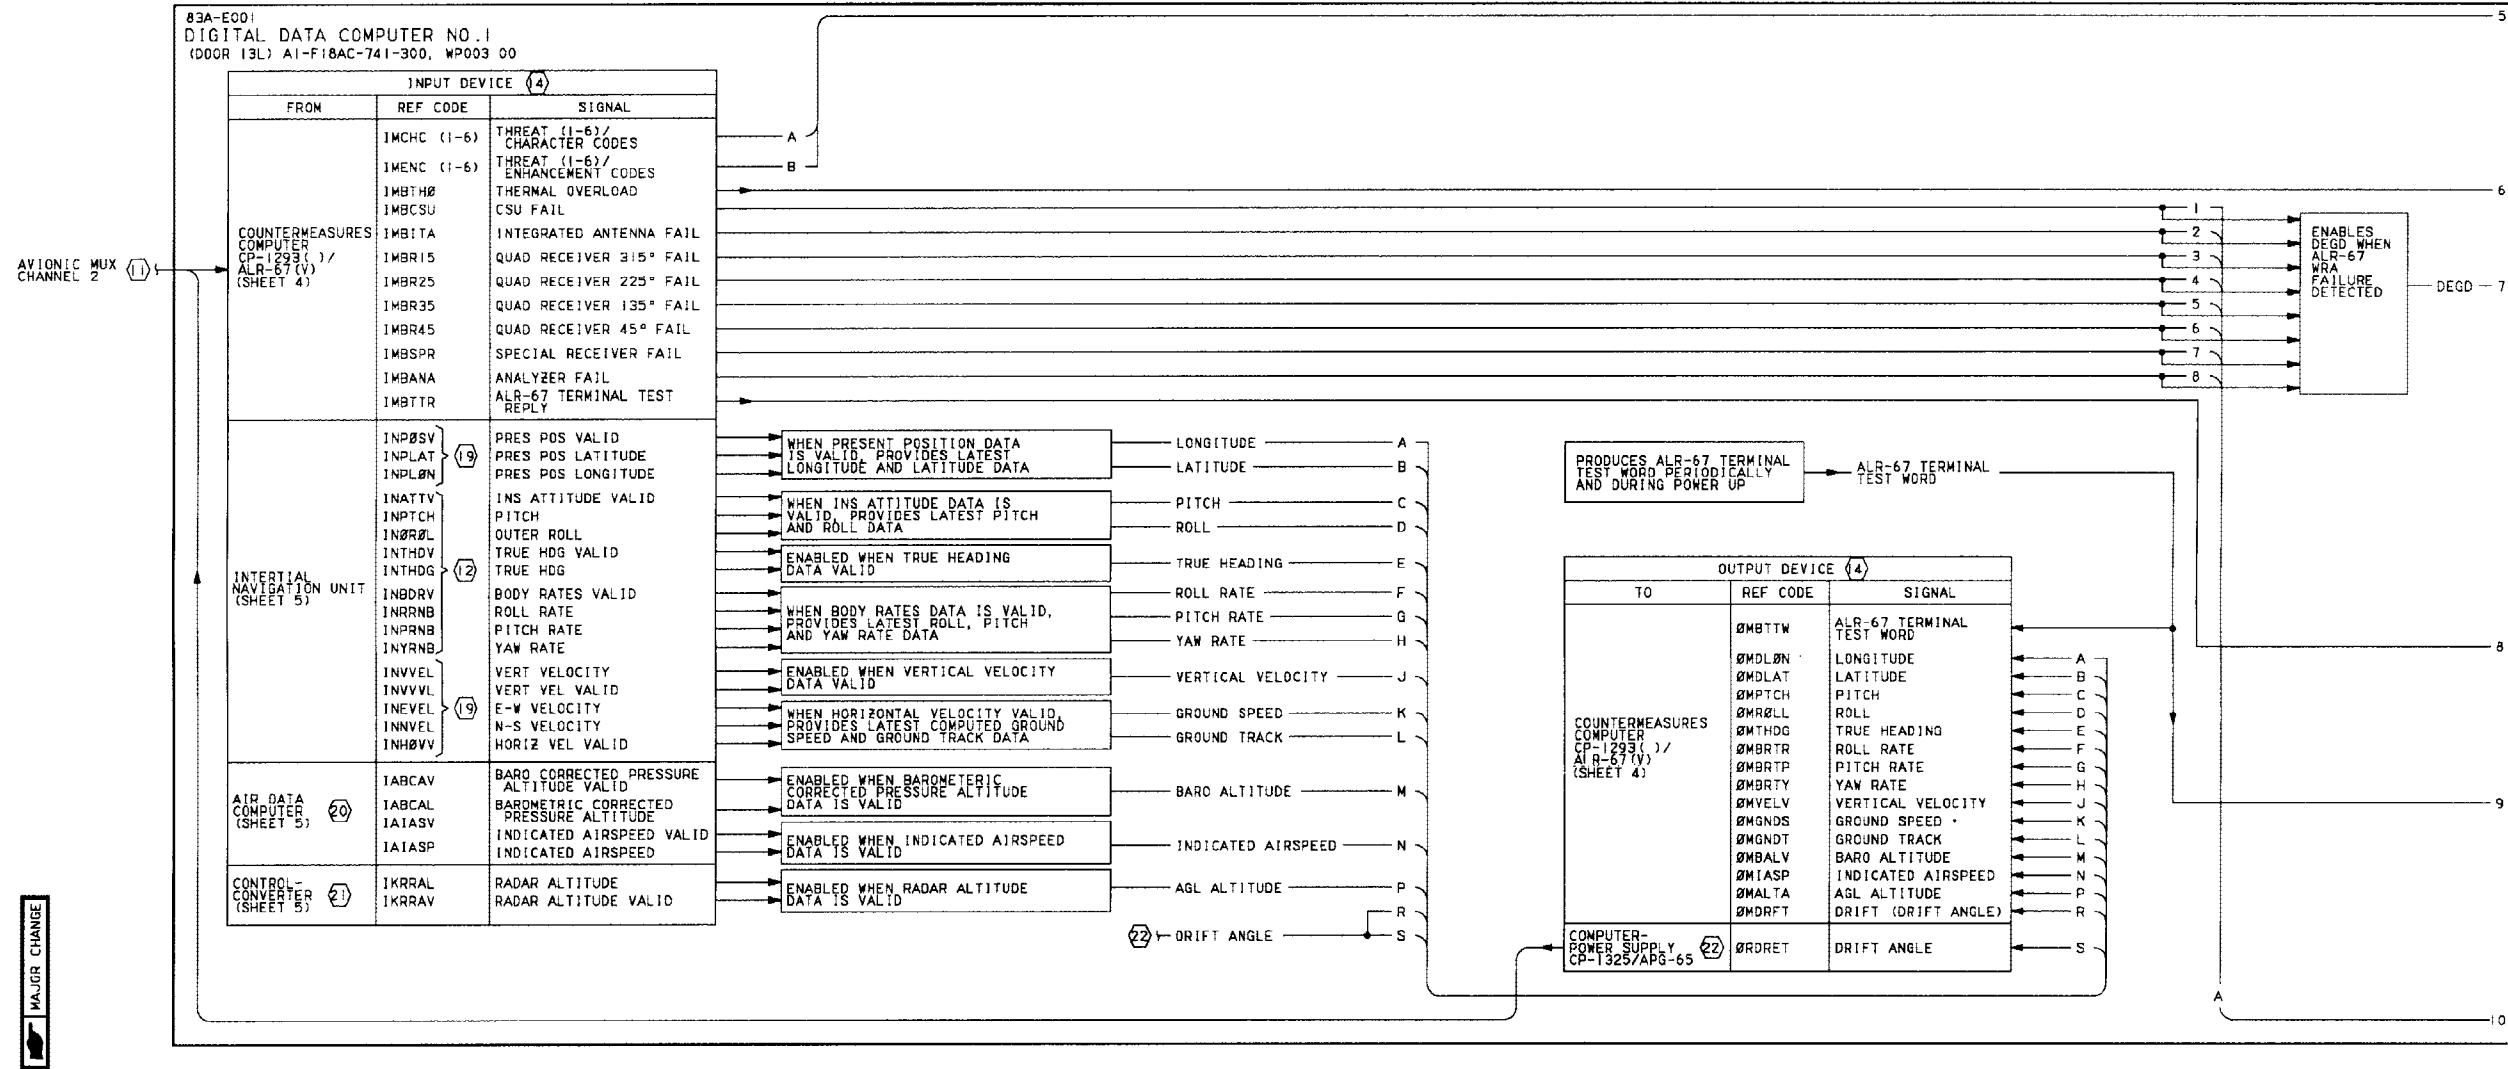 83A-E001
DIGITAL DATA COMPUTER NO.1
(DOOR 13L) A1-F18AC-741-300, WP003 00
INPUT DEVICE 14
FROM REF CODE SIGNAL
AVIONIC MUX
CHANNEL 2 11
COUNTERMEASURES
COMPUTER
CP-1293( )/
ALR-67(V)
(SHEET 4)
IMCHC (1-6) THREAT (1-6)/
CHARACTER CODES
A
IMENC (1-6) THREAT (1-6)/
ENHANCEMENT CODES
B
5
IMBTHØ THERMAL OVERLOAD 6
IMBCSU CSU FAIL 1
IMBITA INTEGRATED ANTENNA FAIL 2
IMBR15 QUAD RECEIVER 315° FAIL 3
IMBR25 QUAD RECEIVER 225° FAIL 4
IMBR35 QUAD RECEIVER 135° FAIL 5
IMBR45 QUAD RECEIVER 45° FAIL 6
IMBSPR SPECIAL RECEIVER FAIL 7
IMBANA ANALYZER FAIL 8
IMBTTR ALR-67 TERMINAL TEST
REPLY
ENABLES
DEGD WHEN
ALR-67
WRA
FAILURE
DETECTED
DEGD 7
INTERTIAL
NAVIGATION UNIT
(SHEET 5)
INPØSV PRES POS VALID
INPLAT 19 PRES POS LATITUDE
INPLØN PRES POS LONGITUDE
INATTV INS ATTITUDE VALID
INPTCH PITCH
INØRØL OUTER ROLL
INTHDV TRUE HDG VALID
INTHDG 12 TRUE HDG
INBDRV BODY RATES VALID
INRRNB ROLL RATE
INPRNB PITCH RATE
INYRNB YAW RATE
INVVEL VERT VELOCITY
INVVVL VERT VEL VALID
INEVEL 19 E-W VELOCITY
INNVEL N-S VELOCITY
INHØVV HORIZ VEL VALID
AIR DATA
COMPUTER 20
(SHEET 5)
IABCAV BARO CORRECTED PRESSURE
ALTITUDE VALID
IABCAL BAROMETRIC CORRECTED
PRESSURE ALTITUDE
IAIASV INDICATED AIRSPEED VALID
IAIASP INDICATED AIRSPEED
CONTROL-
CONVERTER 21
(SHEET 5)
IKRRAL RADAR ALTITUDE
IKRRAV RADAR ALTITUDE VALID
WHEN PRESENT POSITION DATA
IS VALID, PROVIDES LATEST
LONGITUDE AND LATITUDE DATA
LONGITUDE A
LATITUDE B
WHEN INS ATTITUDE DATA IS
VALID, PROVIDES LATEST PITCH
AND ROLL DATA
PITCH C
ROLL D
ENABLED WHEN TRUE HEADING
DATA VALID
TRUE HEADING E
WHEN BODY RATES DATA IS VALID,
PROVIDES LATEST ROLL, PITCH
AND YAW RATE DATA
ROLL RATE F
PITCH RATE G
YAW RATE H
ENABLED WHEN VERTICAL VELOCITY
DATA VALID
VERTICAL VELOCITY J
WHEN HORIZONTAL VELOCITY VALID,
PROVIDES LATEST COMPUTED GROUND
SPEED AND GROUND TRACK DATA
GROUND SPEED K
GROUND TRACK L
ENABLED WHEN BAROMETERIC
CORRECTED PRESSURE ALTITUDE
DATA IS VALID
BARO ALTITUDE M
ENABLED WHEN INDICATED AIRSPEED
DATA IS VALID
INDICATED AIRSPEED N
ENABLED WHEN RADAR ALTITUDE
DATA IS VALID
AGL ALTITUDE P
R
22 DRIFT ANGLE S
PRODUCES ALR-67 TERMINAL
TEST WORD PERIODICALLY
AND DURING POWER UP
ALR-67 TERMINAL
TEST WORD
OUTPUT DEVICE 14
TO REF CODE SIGNAL
COUNTERMEASURES
COMPUTER
CP-1293( )/
ALR-67(V)
(SHEET 4)
ØMBTTW ALR-67 TERMINAL
TEST WORD
ØMDLØN LONGITUDE A
ØMDLAT LATITUDE B
ØMPTCH PITCH C
ØMRØLL ROLL D
ØMTHDG TRUE HEADING E
ØMBRTR ROLL RATE F
ØMBRTP PITCH RATE G
ØMBRTY YAW RATE H
ØMVELV VERTICAL VELOCITY J
ØMGNDS GROUND SPEED K
ØMGNDT GROUND TRACK L
ØMBALV BARO ALTITUDE M
ØMIASP INDICATED AIRSPEED N
ØMALTA AGL ALTITUDE P
ØMDRFT DRIFT (DRIFT ANGLE) R
COMPUTER-
POWER SUPPLY 22
CP-1325/APG-65
ØRDRET DRIFT ANGLE S
8
9
A
10
MAJOR CHANGE